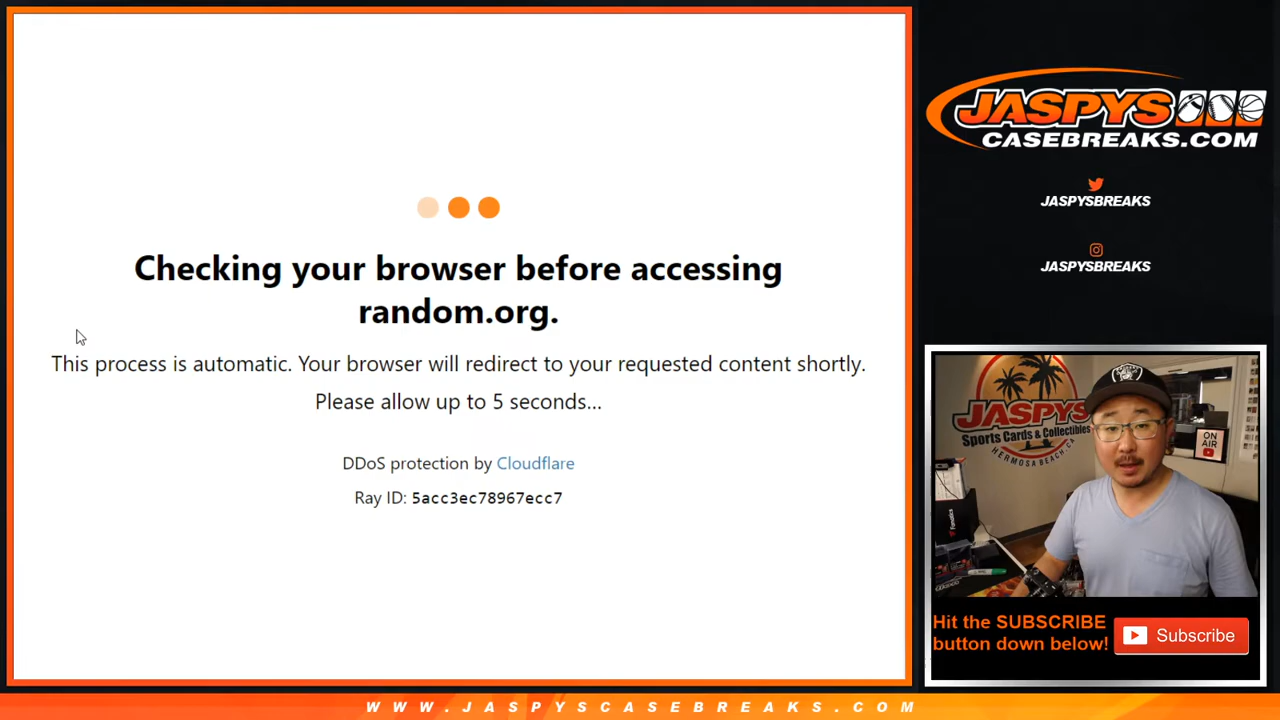 Checking your browser before accessing
random.org.
This process is automatic. Your browser will redirect to your requested content shortly.
Please allow up to 5 seconds...
DDoS protection by Cloudflare
Ray ID: 5acc3ec78967ecc7
JASPYS
CASEBREAKS.COM
JASPYSBREAKS
JASPYSBREAKS
JASPYS
Sports Cards & Collectibles
HERMOSA BEACH, CA
ON
AIR
Fanatics
Hit the SUBSCRIBE
button down below!
Subscribe
WWW.JASPYSCASEBREAKS.COM